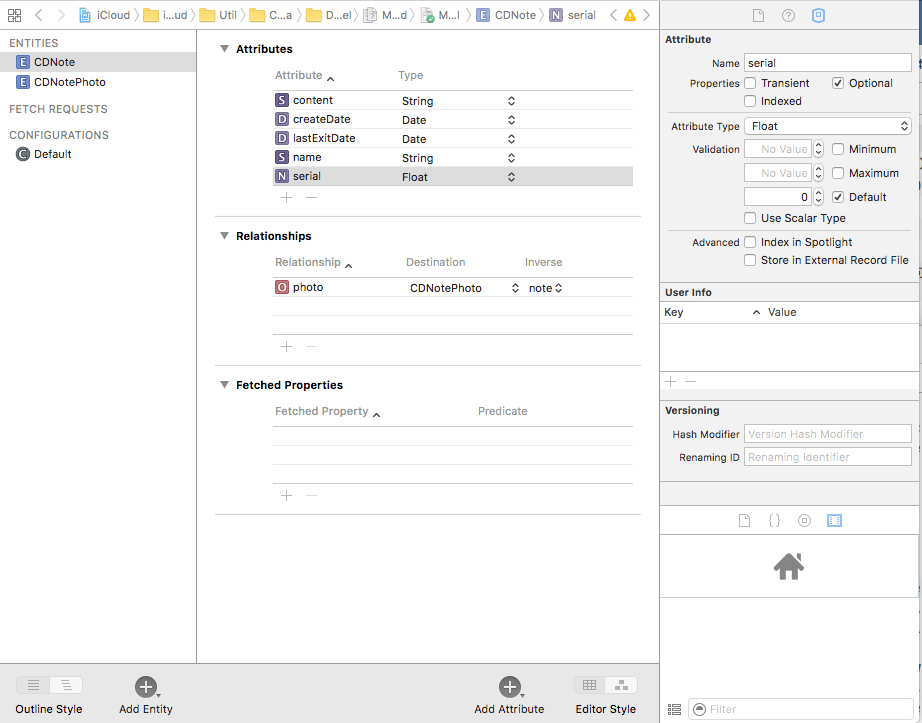 iCloud i...ud Util C...a D...el M...d M...l E CDNote N serial
ENTITIES
E CDNote
E CDNotePhoto
FETCH REQUESTS
CONFIGURATIONS
C Default
Attributes
Attribute Type
S content String
D createDate Date
D lastExitDate Date
S name String
N serial Float
Relationships
Relationship Destination Inverse
O photo CDNotePhoto note
Fetched Properties
Fetched Property Predicate
Outline Style
Add Entity
Add Attribute
Editor Style
Attribute
Name serial
Properties Transient Optional
Indexed
Attribute Type Float
Validation No Value Minimum
No Value Maximum
0 Default
Use Scalar Type
Advanced Index in Spotlight
Store in External Record File
User Info
Key Value
Versioning
Hash Modifier Version Hash Modifier
Renaming ID Renaming Identifier
{ }
Filter